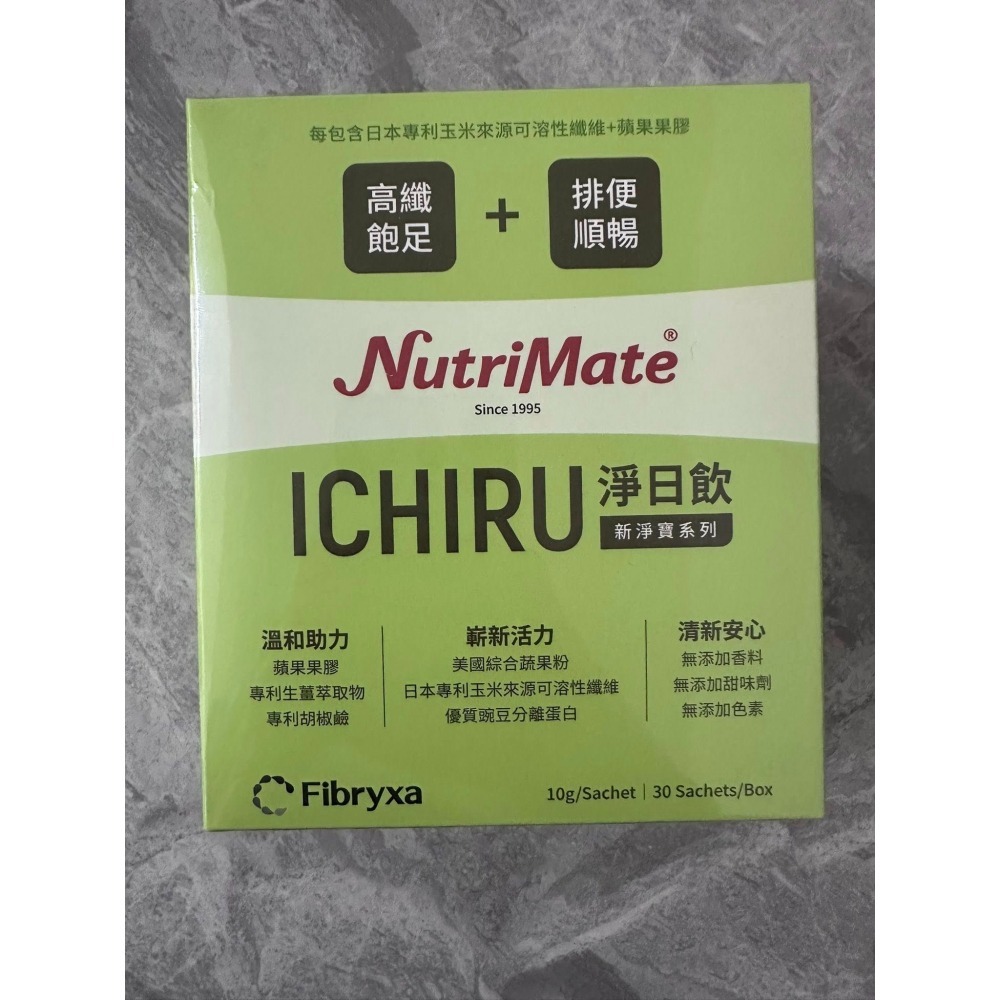 每包含日本專利玉米來源可溶性纖維+蘋果果膠
高纖
飽足
+
排便
順暢
NutriMate®
Since 1995
ICHIRU 淨日飲
新淨寶系列
溫和助力
蘋果果膠
專利生薑萃取物
專利胡椒鹼
嶄新活力
美國綜合蔬果粉
日本專利玉米來源可溶性纖維
優質豌豆分離蛋白
清新安心
無添加香料
無添加甜味劑
無添加色素
Fibryxa
10g/Sachet | 30 Sachets/Box